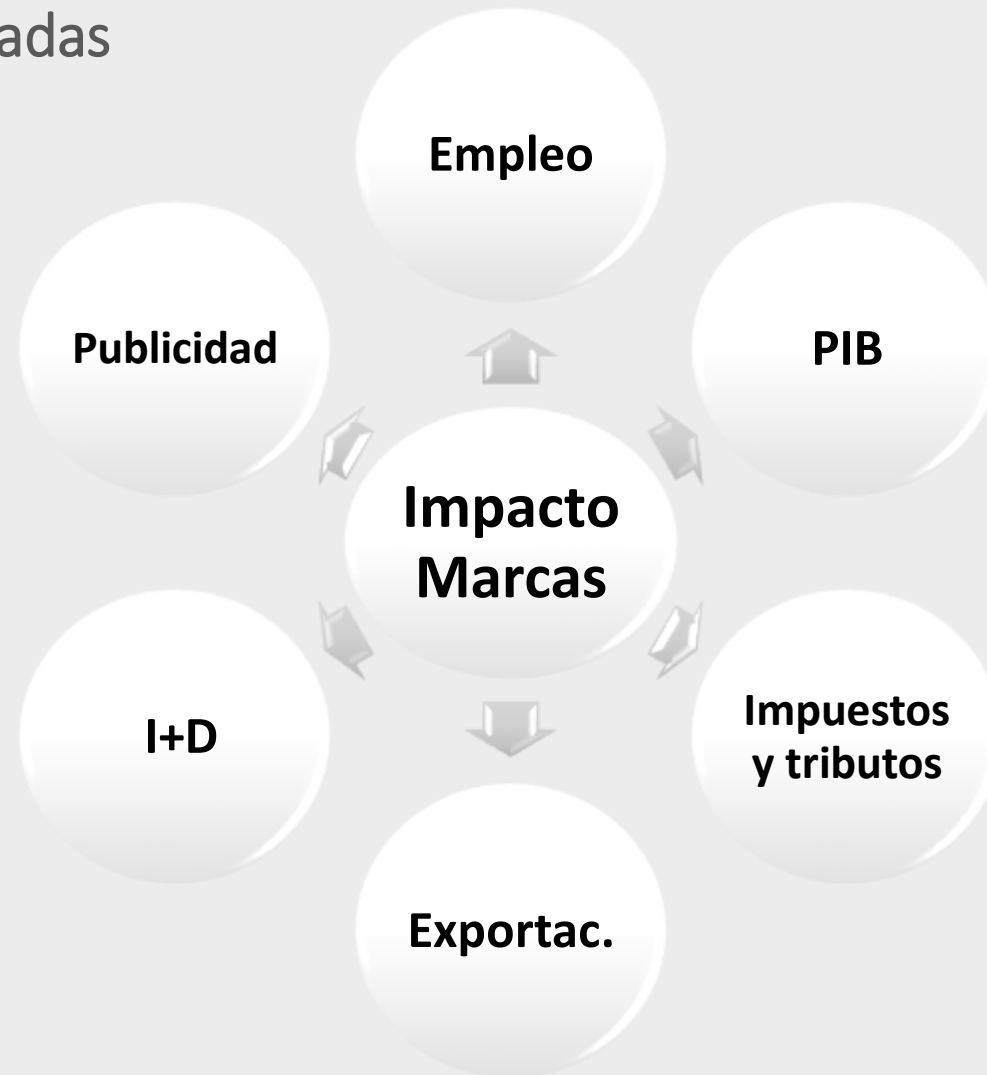 adas
Empleo
Publicidad
PIB
Impacto
Marcas
I+D
Impuestos
y tributos
Exportac.